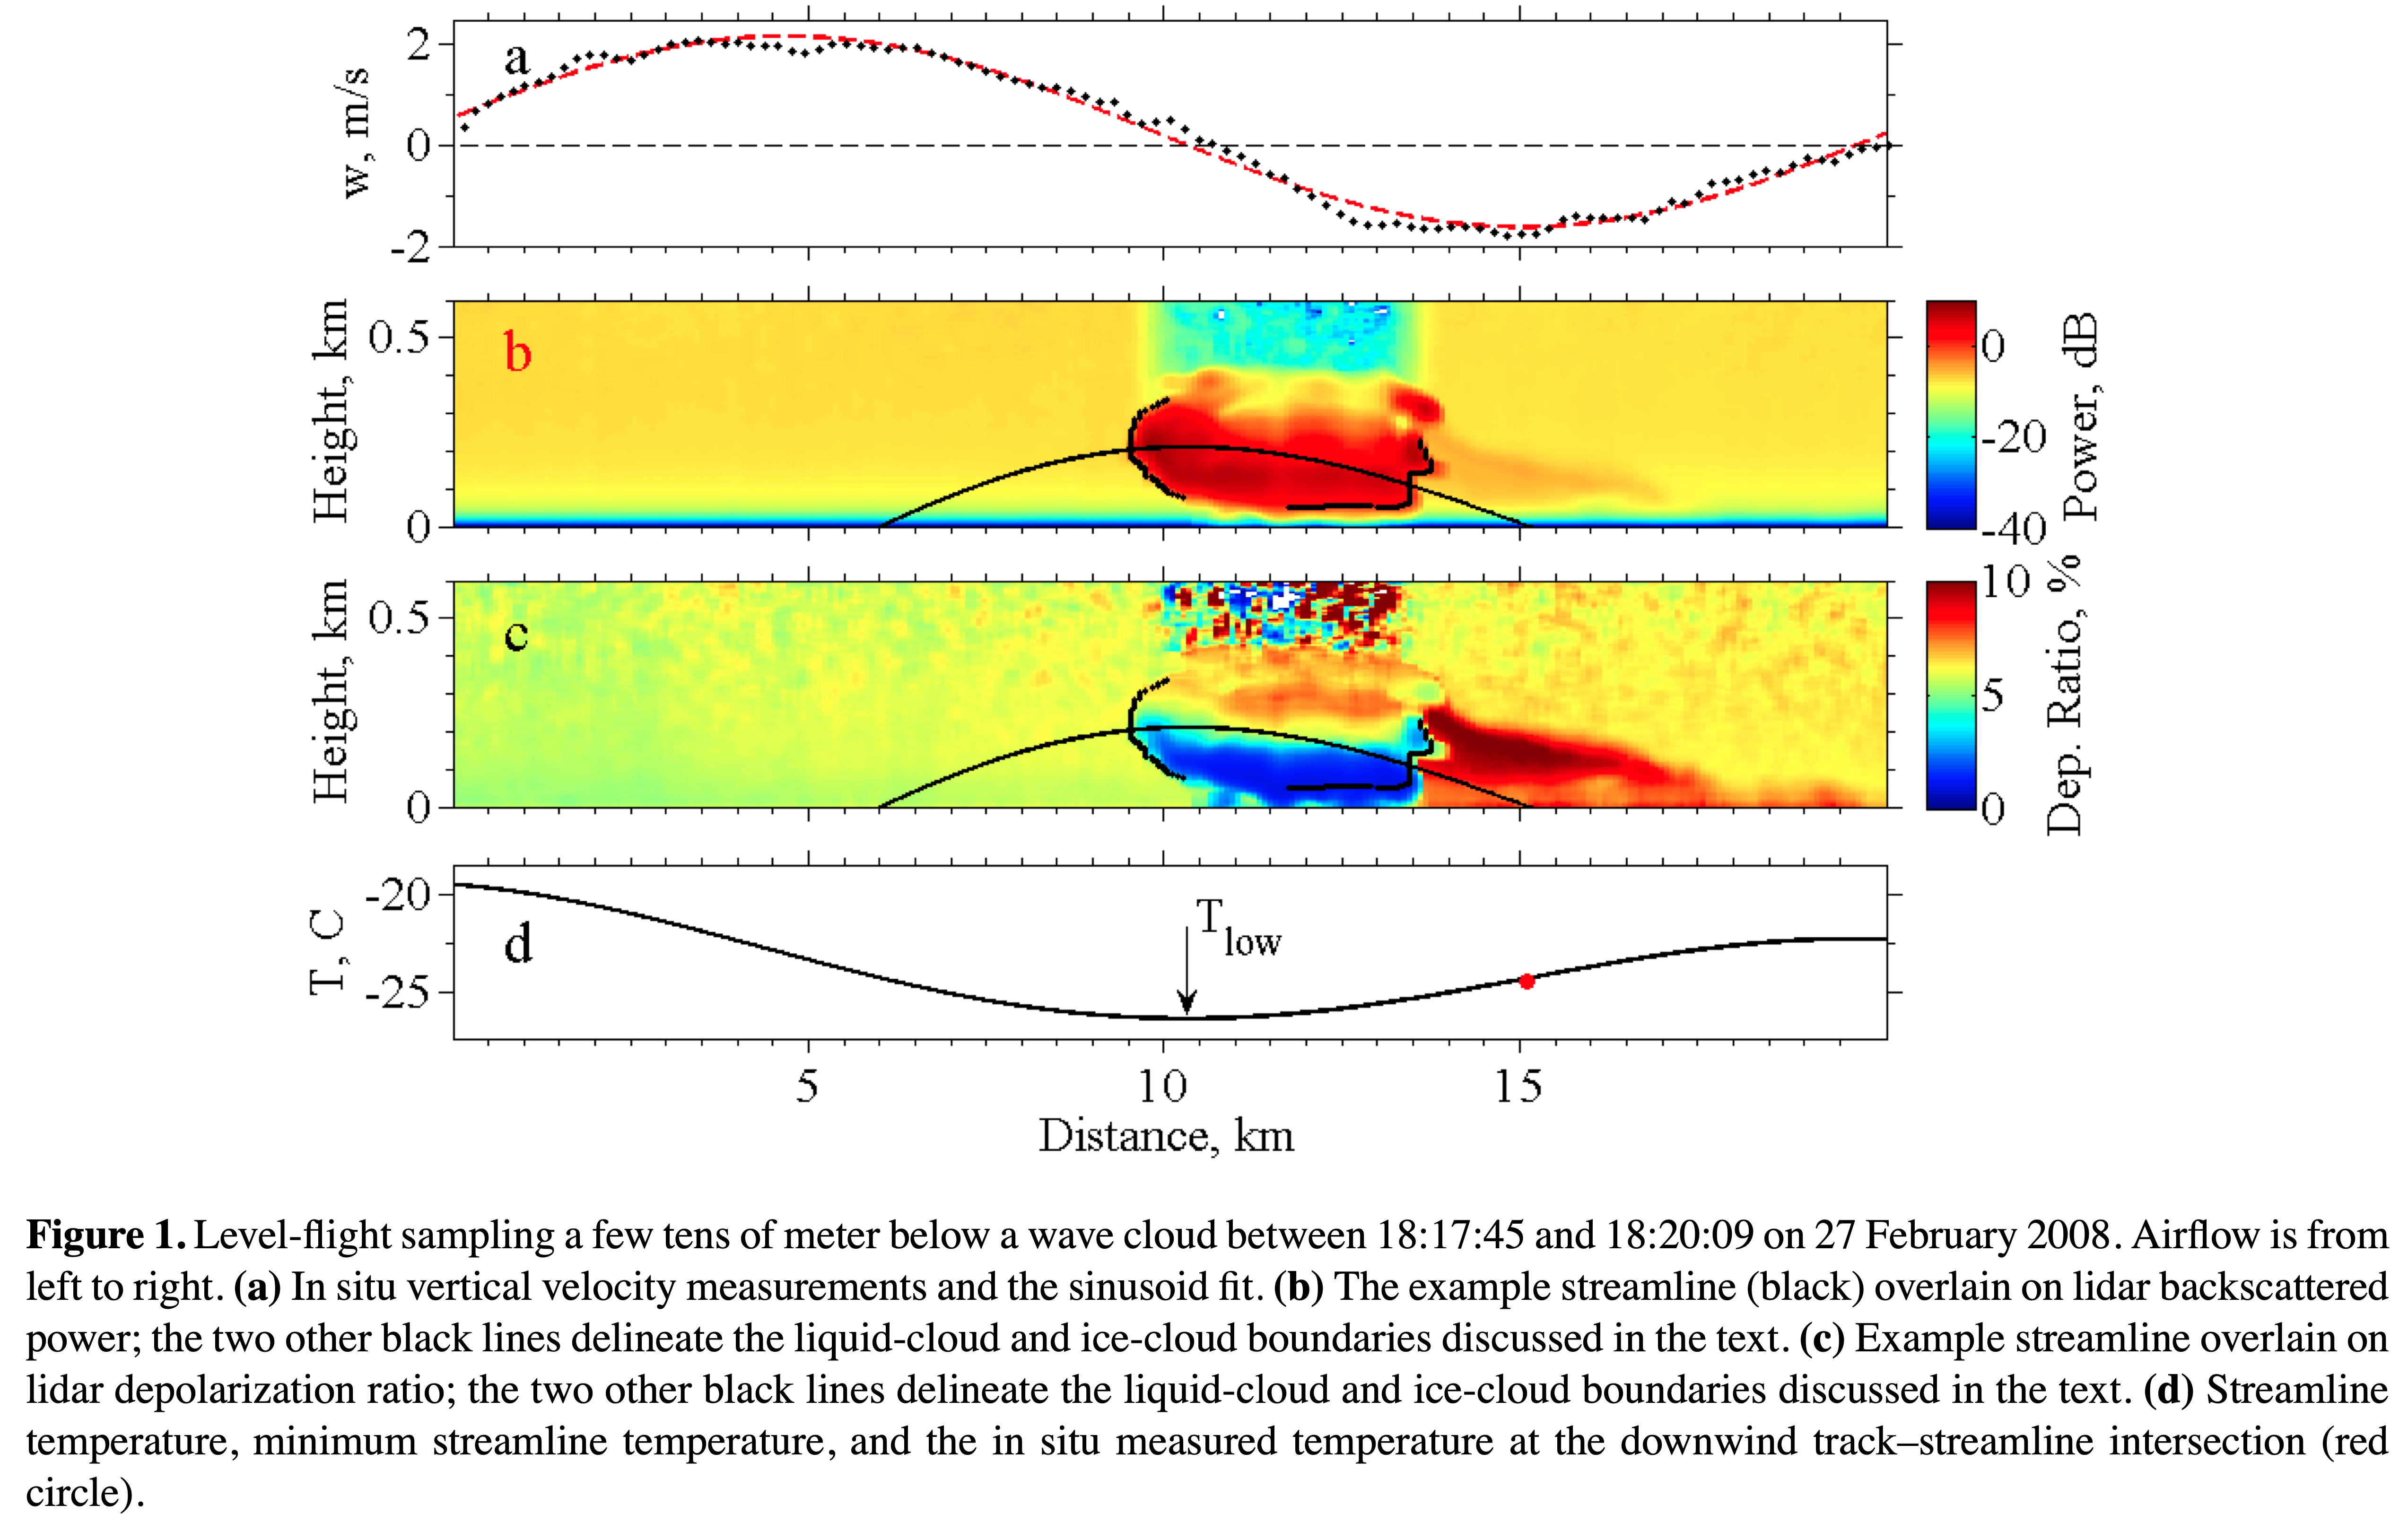 2
0
-2
w, m/s
a
0.5
0
Height, km
b
0
-20
-40
Power, dB
0.5
0
Height, km
c
10
5
0
Dep. Ratio, %
-20
-25
T, C
d
T low
5 10 15
Distance, km
Figure 1. Level-flight sampling a few tens of meter below a wave cloud between 18:17:45 and 18:20:09 on 27 February 2008. Airflow is from
left to right. (a) In situ vertical velocity measurements and the sinusoid fit. (b) The example streamline (black) overlain on lidar backscattered
power; the two other black lines delineate the liquid-cloud and ice-cloud boundaries discussed in the text. (c) Example streamline overlain on
lidar depolarization ratio; the two other black lines delineate the liquid-cloud and ice-cloud boundaries discussed in the text. (d) Streamline
temperature, minimum streamline temperature, and the in situ measured temperature at the downwind track–streamline intersection (red
circle).